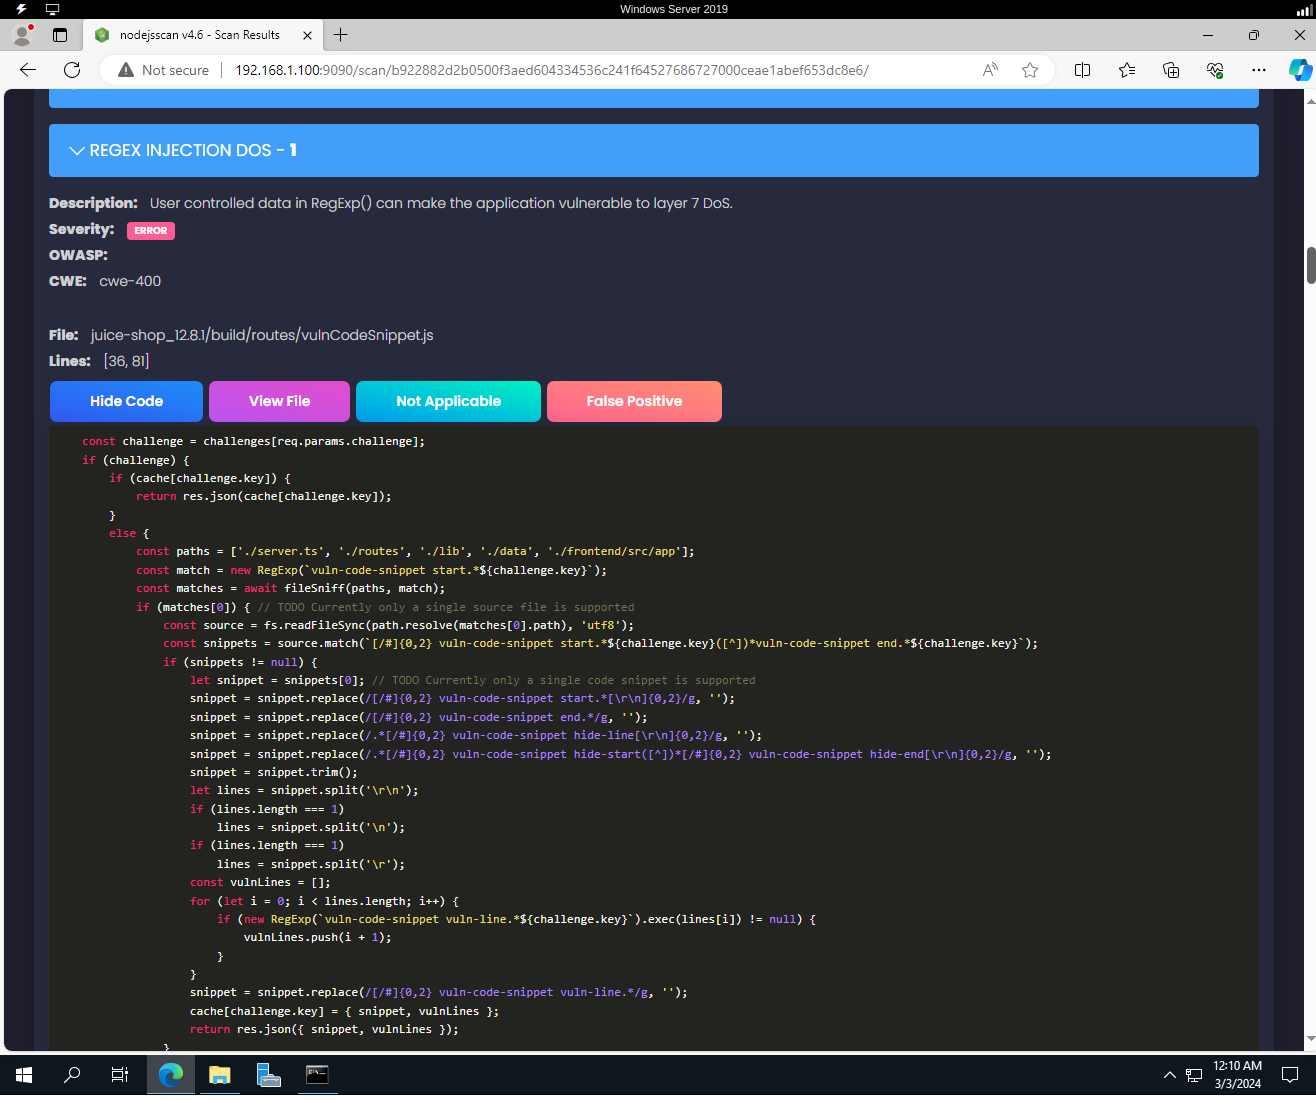 Windows Server 2019
nodejsscan v4.6 - Scan Results
Not secure
192.168.1.100:9090/scan/b922882d2b0500f3aed604334536c241f64527686727000ceae1abef653dc8e6/
REGEX INJECTION DOS - 1
Description: User controlled data in RegExp() can make the application vulnerable to layer 7 DoS.
Severity: ERROR
OWASP:
CWE: cwe-400
File: juice-shop_12.8.1/build/routes/vulnCodeSnippet.js
Lines: [36, 81]
Hide Code View File Not Applicable False Positive
const challenge = challenges[req.params.challenge];
if (challenge) {
if (cache[challenge.key]) {
return res.json(cache[challenge.key]);
}
else {
const paths = ['./server.ts', './routes', './lib', './data', './frontend/src/app'];
const match = new RegExp(`vuln-code-snippet start.*${challenge.key}`);
const matches = await fileSniff(paths, match);
if (matches[0]) { // TODO Currently only a single source file is supported
const source = fs.readFileSync(path.resolve(matches[0].path), 'utf8');
const snippets = source.match(`[/#]{0,2} vuln-code-snippet start.*${challenge.key}([^])*vuln-code-snippet end.*${challenge.key}`);
if (snippets != null) {
let snippet = snippets[0]; // TODO Currently only a single code snippet is supported
snippet = snippet.replace(/[/#]{0,2} vuln-code-snippet start.*[\r\n]{0,2}/g, '');
snippet = snippet.replace(/[/#]{0,2} vuln-code-snippet end.*/g, '');
snippet = snippet.replace(/.*[/#]{0,2} vuln-code-snippet hide-line[\r\n]{0,2}/g, '');
snippet = snippet.replace(/.*[/#]{0,2} vuln-code-snippet hide-start([^])*[/#]{0,2} vuln-code-snippet hide-end[\r\n]{0,2}/g, '');
snippet = snippet.trim();
let lines = snippet.split('\r\n');
if (lines.length === 1)
lines = snippet.split('\n');
if (lines.length === 1)
lines = snippet.split('\r');
const vulnLines = [];
for (let i = 0; i < lines.length; i++) {
if (new RegExp(`vuln-code-snippet vuln-line.*${challenge.key}`).exec(lines[i]) != null) {
vulnLines.push(i + 1);
}
}
snippet = snippet.replace(/[/#]{0,2} vuln-code-snippet vuln-line.*/g, '');
cache[challenge.key] = { snippet, vulnLines };
return res.json({ snippet, vulnLines });
}
12:10 AM
3/3/2024